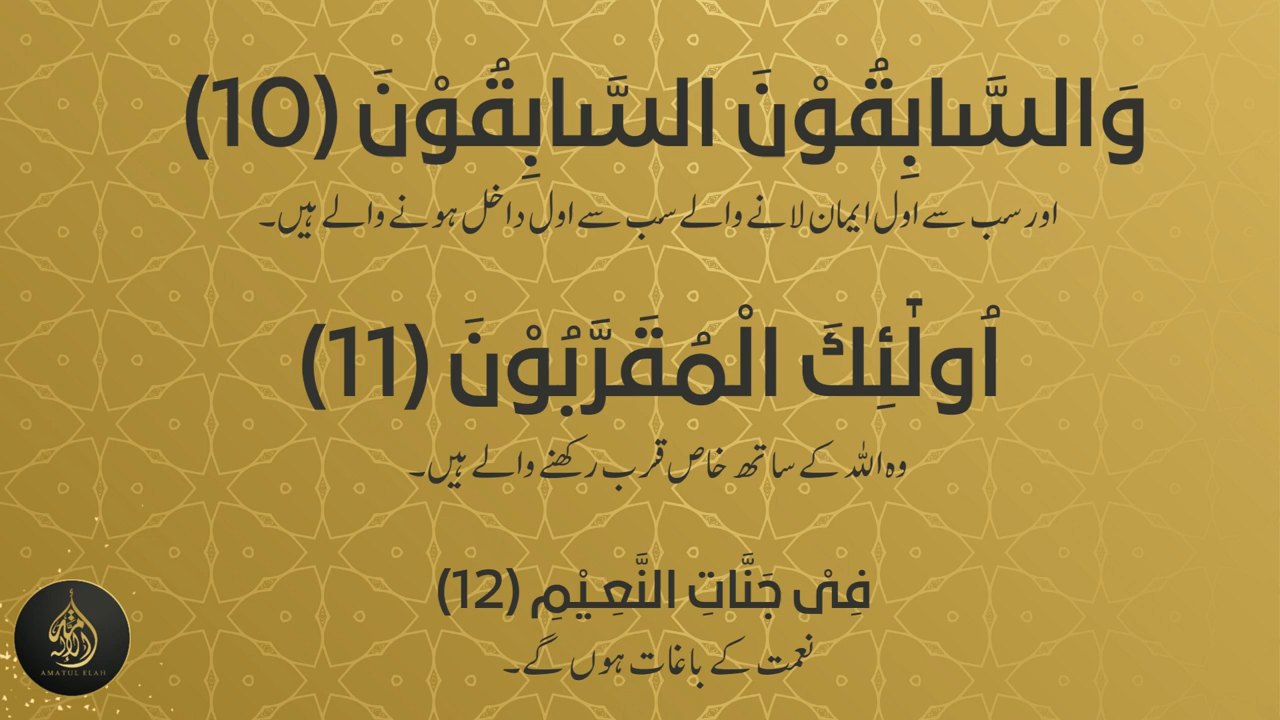 وَالسَّابِقُوْنَ السَّابِقُوْنَ (10)
اور سب سے اول ایمان لانے والے سب سے اول داخل ہونے والے ہیں۔
اُولٰٓئِكَ الْمُقَرَّبُوْنَ (11)
وہ اللہ کے ساتھ خاص قرب رکھنے والے ہیں۔
فِىْ جَنَّاتِ النَّعِيْمِ (12)
نعمت کے باغات ہوں گے۔
AMATUL ELAH